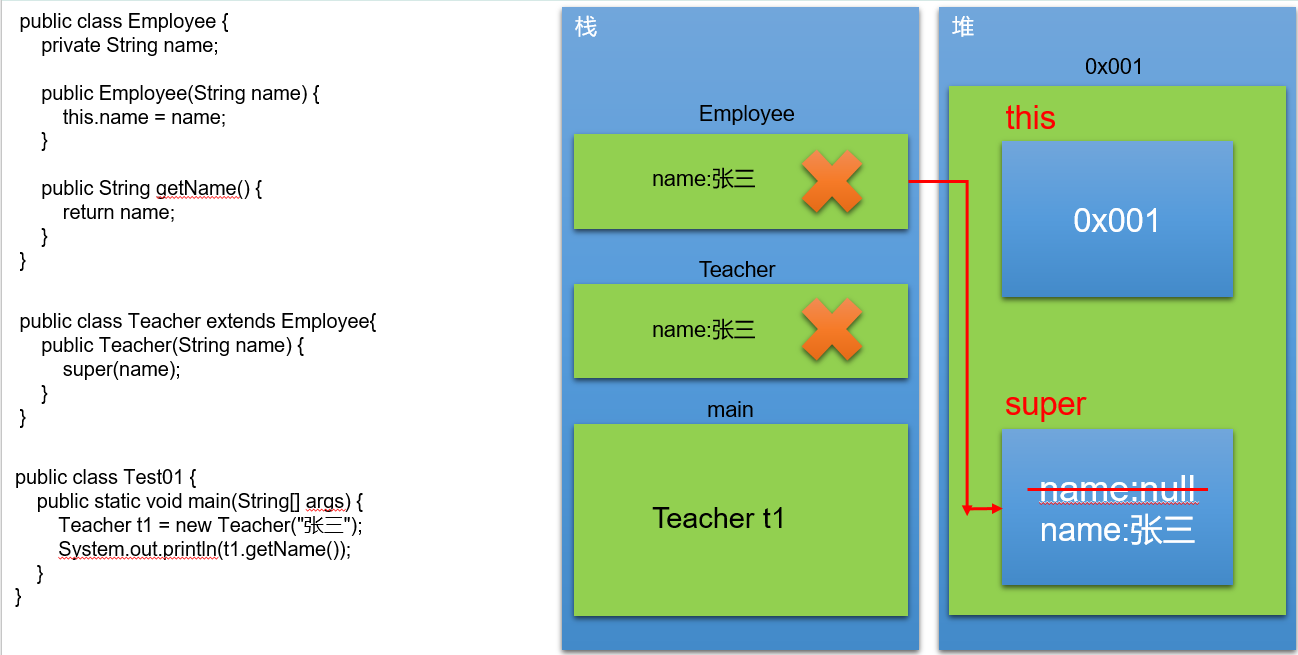 public class Employee {
private String name;
public Employee(String name) {
this.name = name;
}
public String getName() {
return name;
}
}
public class Teacher extends Employee{
public Teacher(String name) {
super(name);
}
}
public class Test01 {
public static void main(String[] args) {
Teacher t1 = new Teacher("张三");
System.out.println(t1.getName());
}
}
栈
Employee
name:张三
Teacher
name:张三
main
Teacher t1
堆
0x001
this
0x001
super
name:null
name:张三